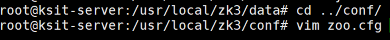 root@ksit-server:/usr/local/zk3/data# cd ../conf/
root@ksit-server:/usr/local/zk3/conf# vim zoo.cfg